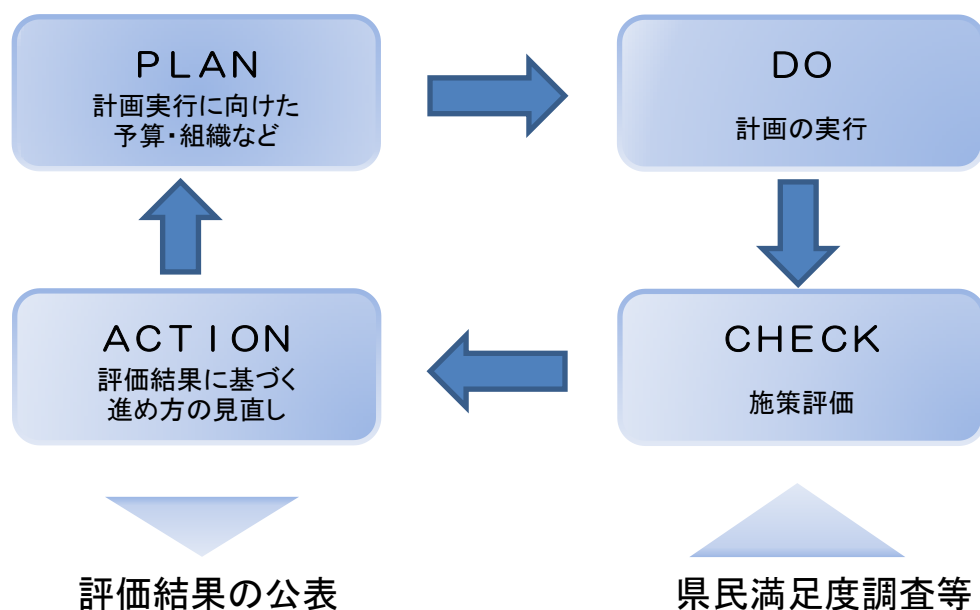 PLAN
計画実行に向けた
予算・組織など
DO
計画の実行
ACTION
評価結果に基づく
進め方の見直し
CHECK
施策評価
評価結果の公表
県民満足度調査等